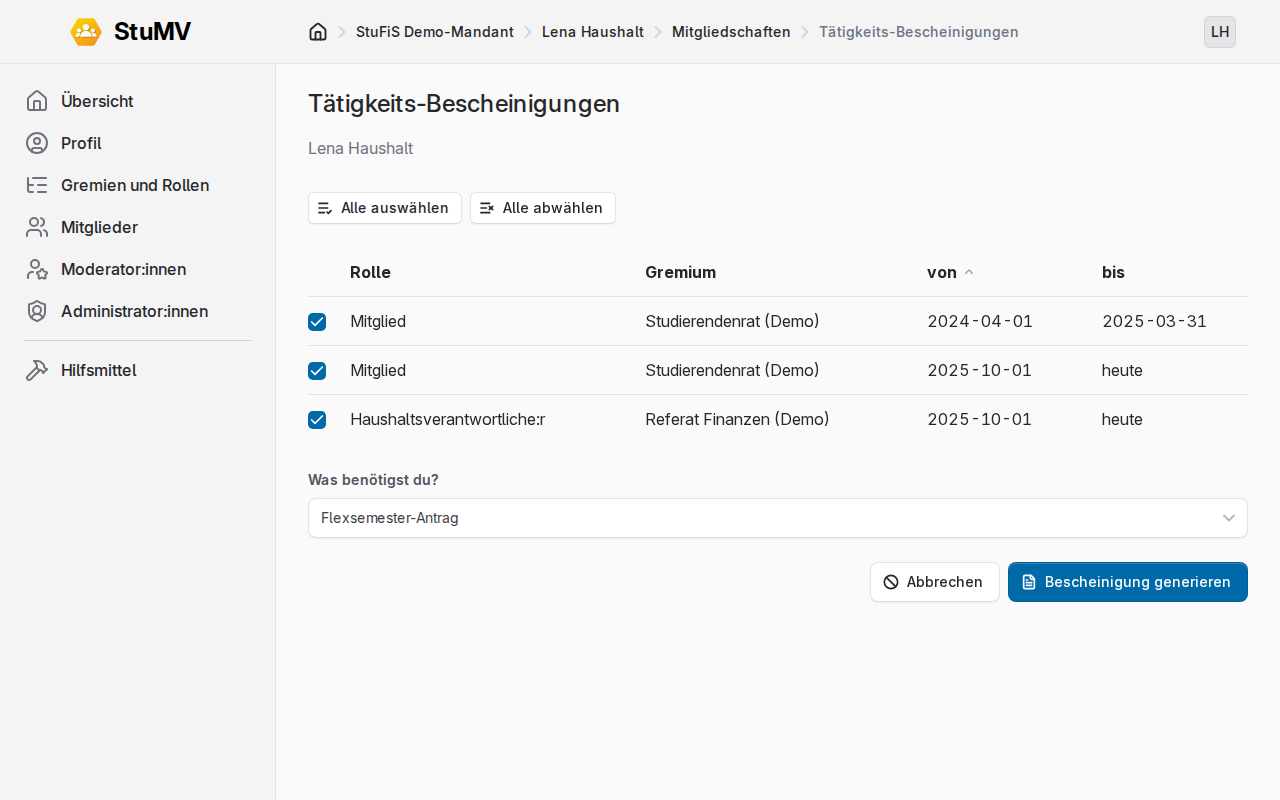 StuMV
StuFiS Demo-Mandant
Lena Haushalt
Mitgliedschaften
Tätigkeits-Bescheinigungen
LH
Übersicht
Profil
Gremien und Rollen
Mitglieder
Moderator:innen
Administrator:innen
Hilfsmittel
Tätigkeits-Bescheinigungen
Lena Haushalt
Alle auswählen Alle abwählen
Rolle Gremium von bis
Mitglied Studierendenrat (Demo) 2024-04-01 2025-03-31
Mitglied Studierendenrat (Demo) 2025-10-01 heute
Haushaltsverantwortliche:r Referat Finanzen (Demo) 2025-10-01 heute
Was benötigst du?
Flexsemester-Antrag
Abbrechen Bescheinigung generieren